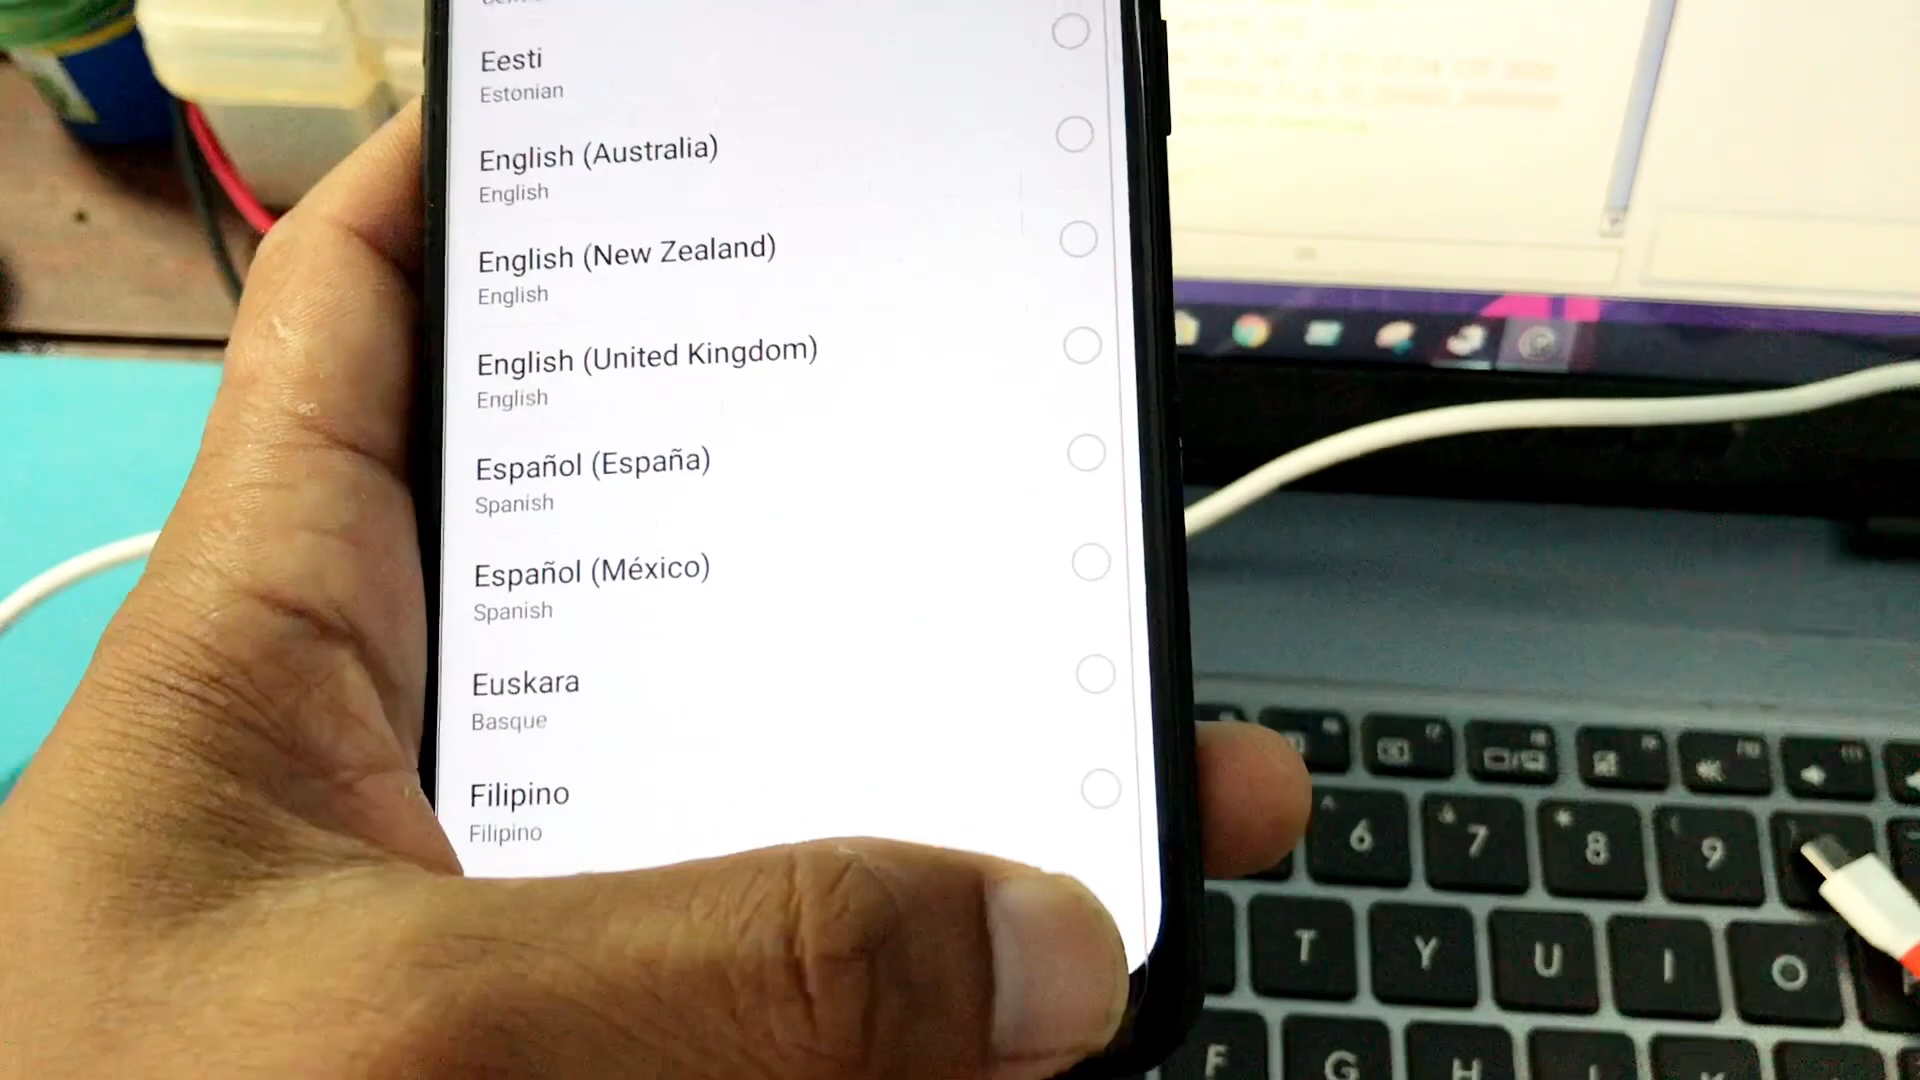 Eesti
Estonian
English (Australia)
English
English (New Zealand)
English
English (United Kingdom)
English
Español (España)
Spanish
Español (México)
Spanish
Euskara
Basque
Filipino
Filipino
6
7
8
9
T
Y
U
I
O
F
G
H